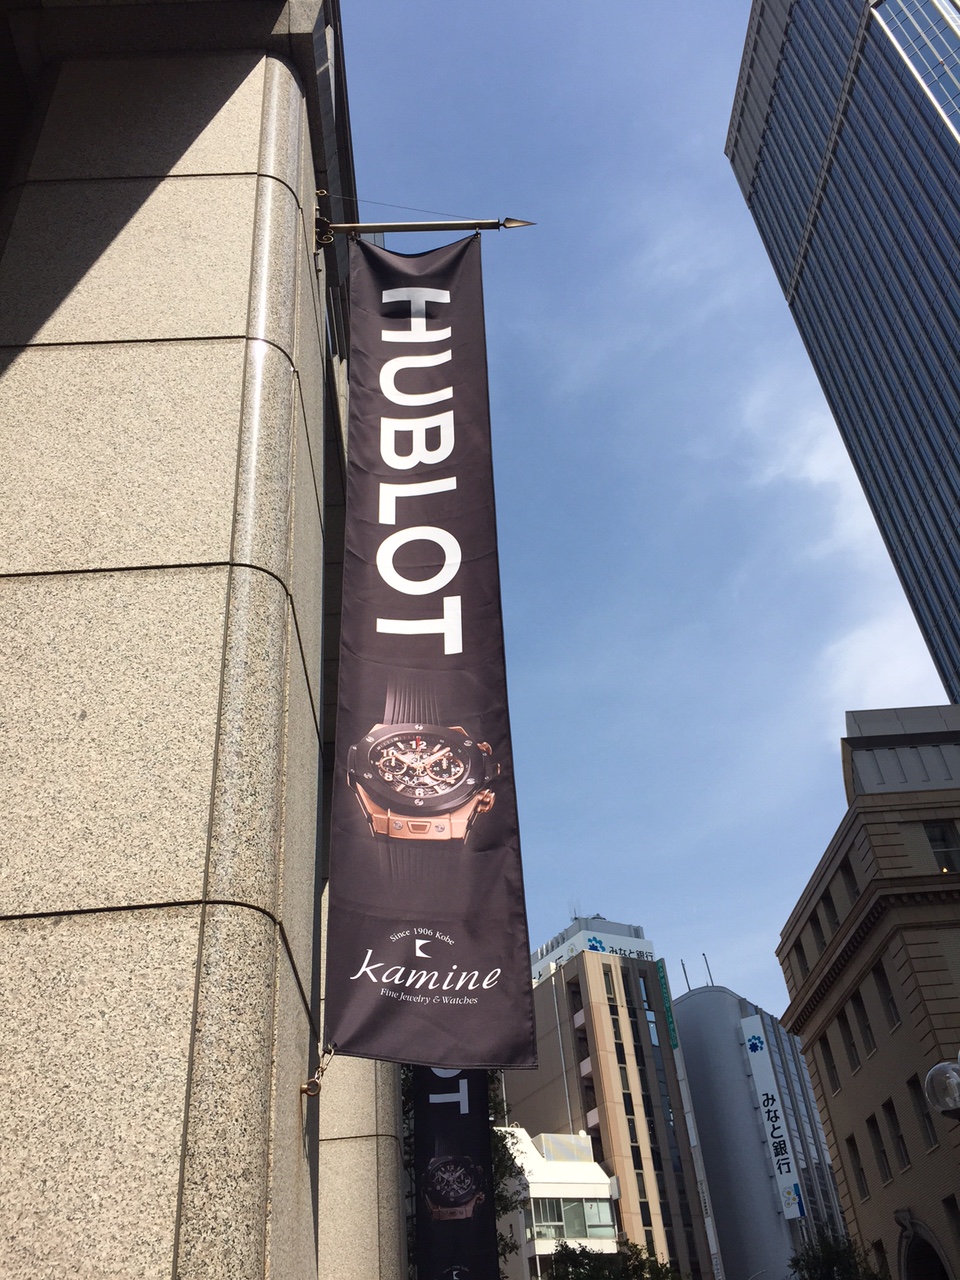 HUBLOT
Since 1906 Kobe
kamine
Fine Jewelry & Watches
OT
みなと銀行
みなと銀行